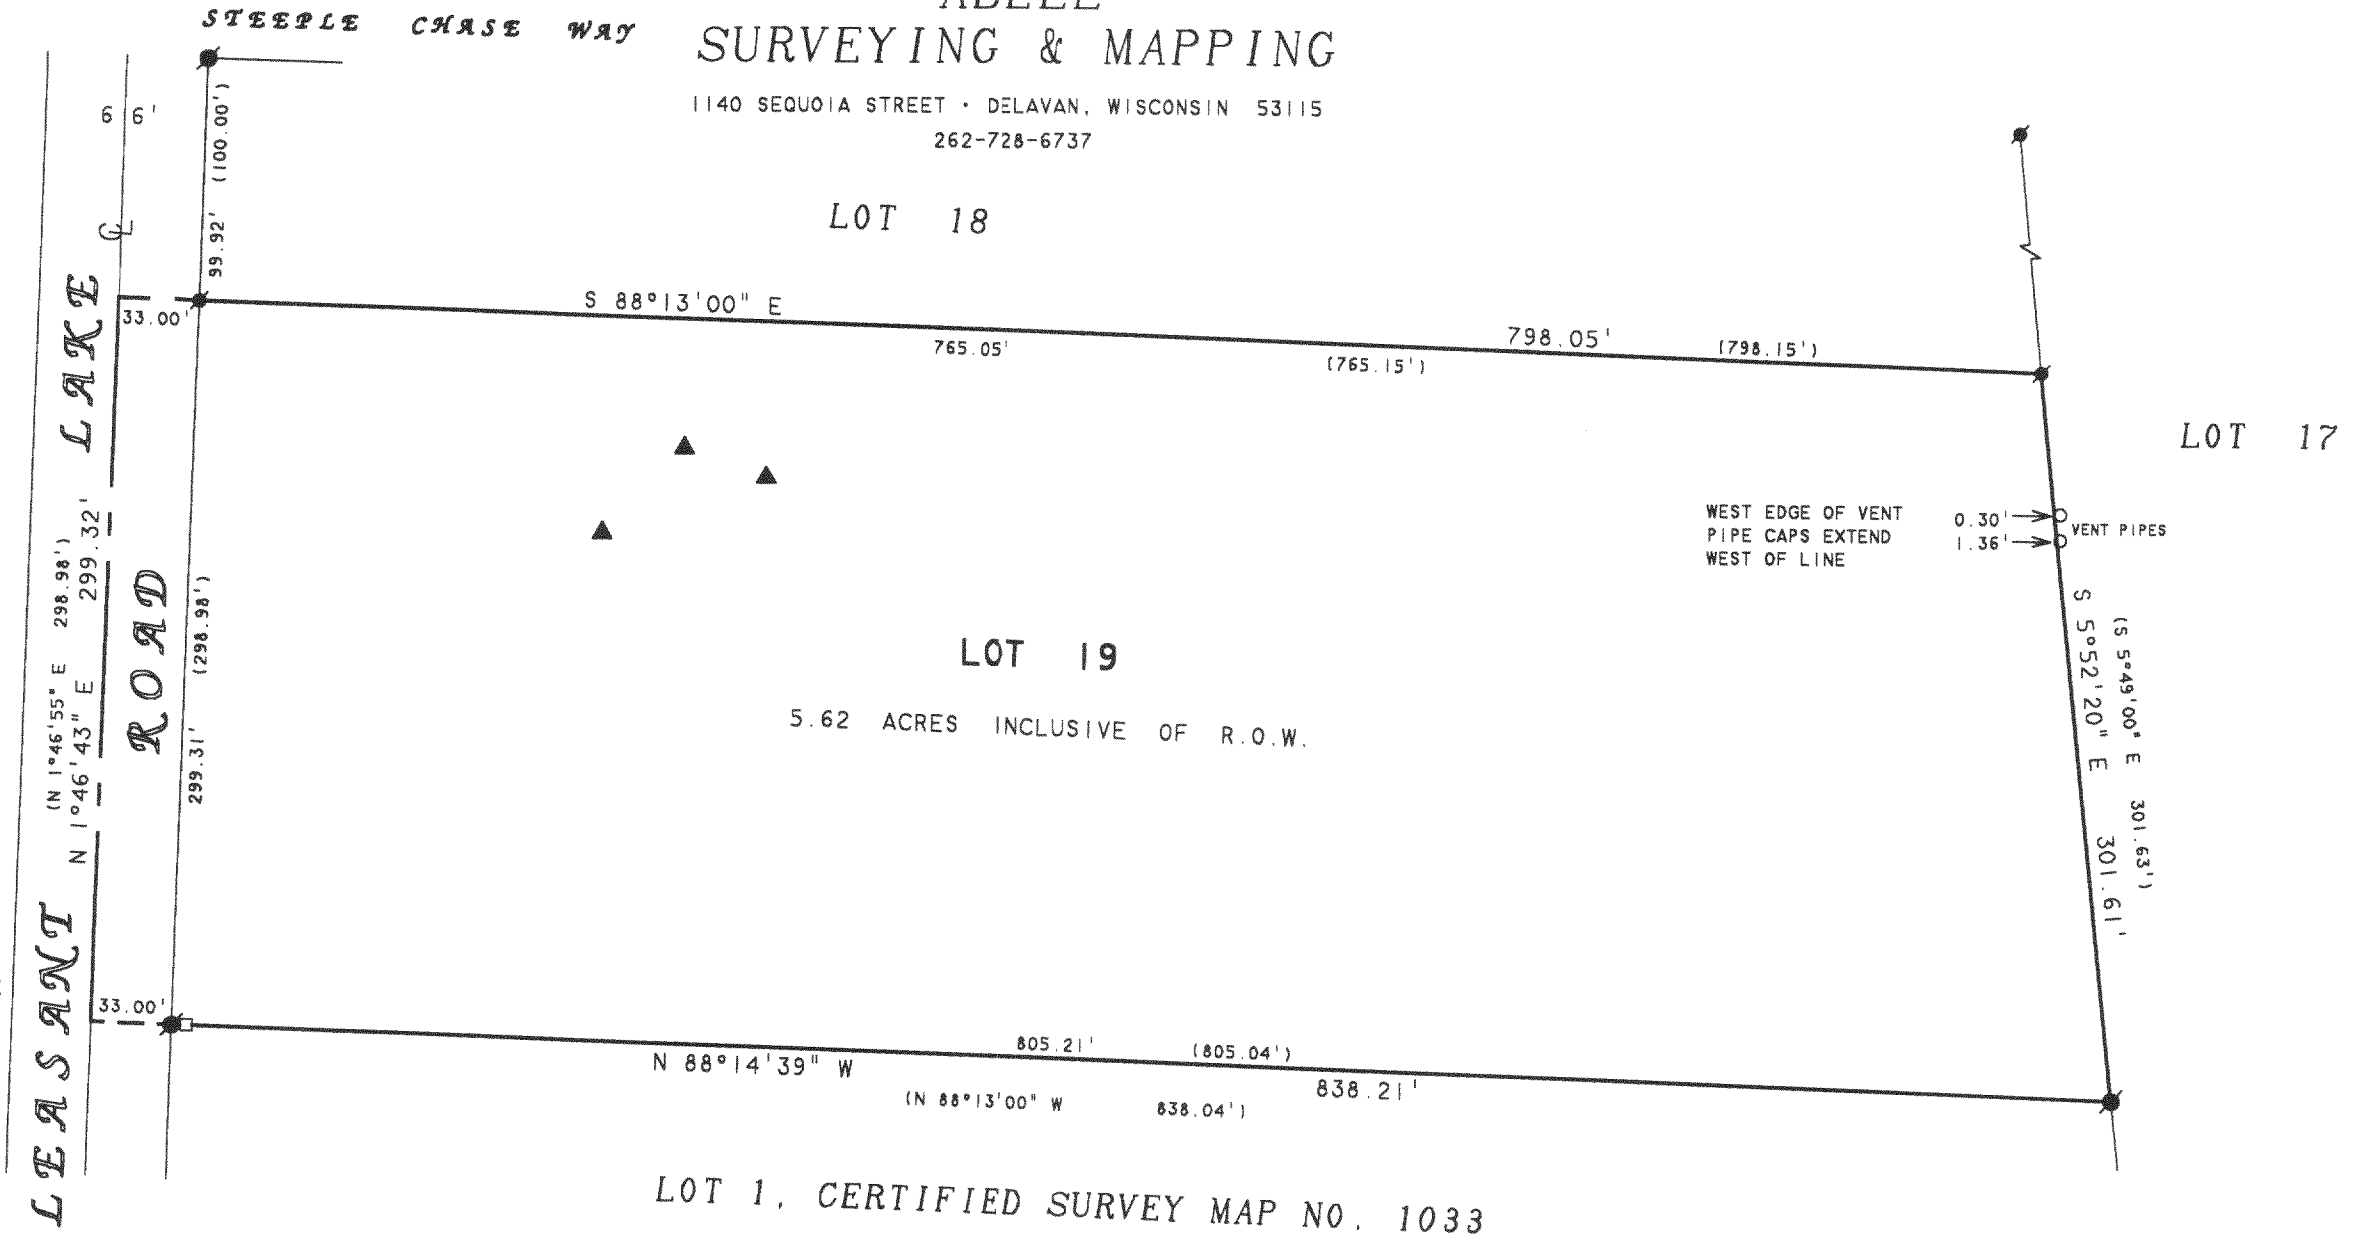 STEEPLE CHASE WAY
SURVEYING & MAPPING
1140 SEQUOIA STREET • DELAVAN, WISCONSIN 53115
262-728-6737
66'
99.92' (100.00')
LOT 18
33.00'
S 88°13'00" E
765.05'
(765.15')
798.05'
(798.15')
LOT 17
WEST EDGE OF VENT
PIPE CAPS EXTEND
WEST OF LINE
0.30'
1.36'
VENT PIPES
LEASANT LAKE
ROAD
(N 1°46'55" E 298.98')
N 1°46'43" E 299.32'
299.31' (298.98')
LOT 19
5.62 ACRES INCLUSIVE OF R.O.W.
S 5°52'20" E 301.61'
(S 5°49'00" E 301.63')
33.00'
805.21' (805.04')
N 88°14'39" W
838.21'
(N 88°13'00" W 838.04')
LOT 1, CERTIFIED SURVEY MAP NO. 1033